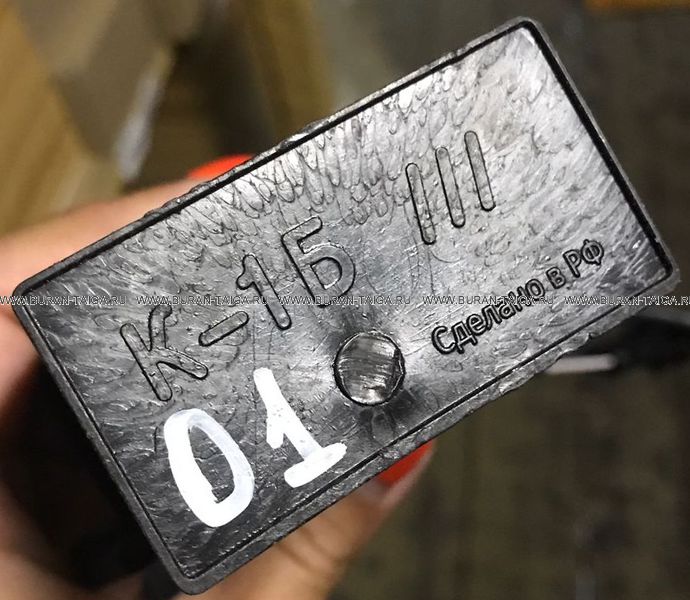 К-1Б III
Сделано в РФ
01
WWW.BURAN-TAIGA.RU WWW.BURAN-TAIGA.RU WWW.BURAN-TAIGA.RU WWW.BURAN-TAIGA.RU WWW.BURAN-TAIGA.RU